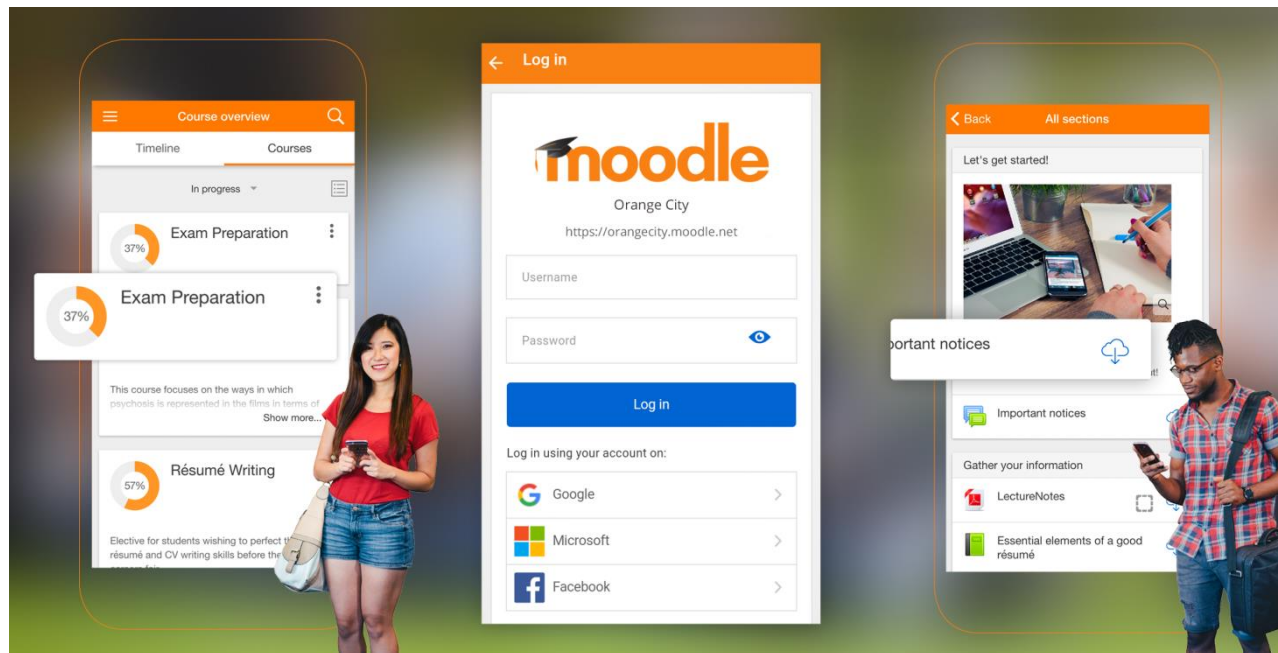 Course overview
Timeline
Courses
In progress
37%
Exam Preparation
37%
Exam Preparation
This course focuses on the ways in which
psychosis is represented in the films in terms of
Show more...
57%
Résumé Writing
Elective for students wishing to perfect
résumé and CV writing skills before the
Log in
moodle
Orange City
https://orangecity.moodle.net
Username
Password
Log in
Log in using your account on:
Google
Microsoft
Facebook
Back
All sections
Let's get started!
portant notices
Important notices
Gather your information
LectureNotes
Essential elements of a good
résumé